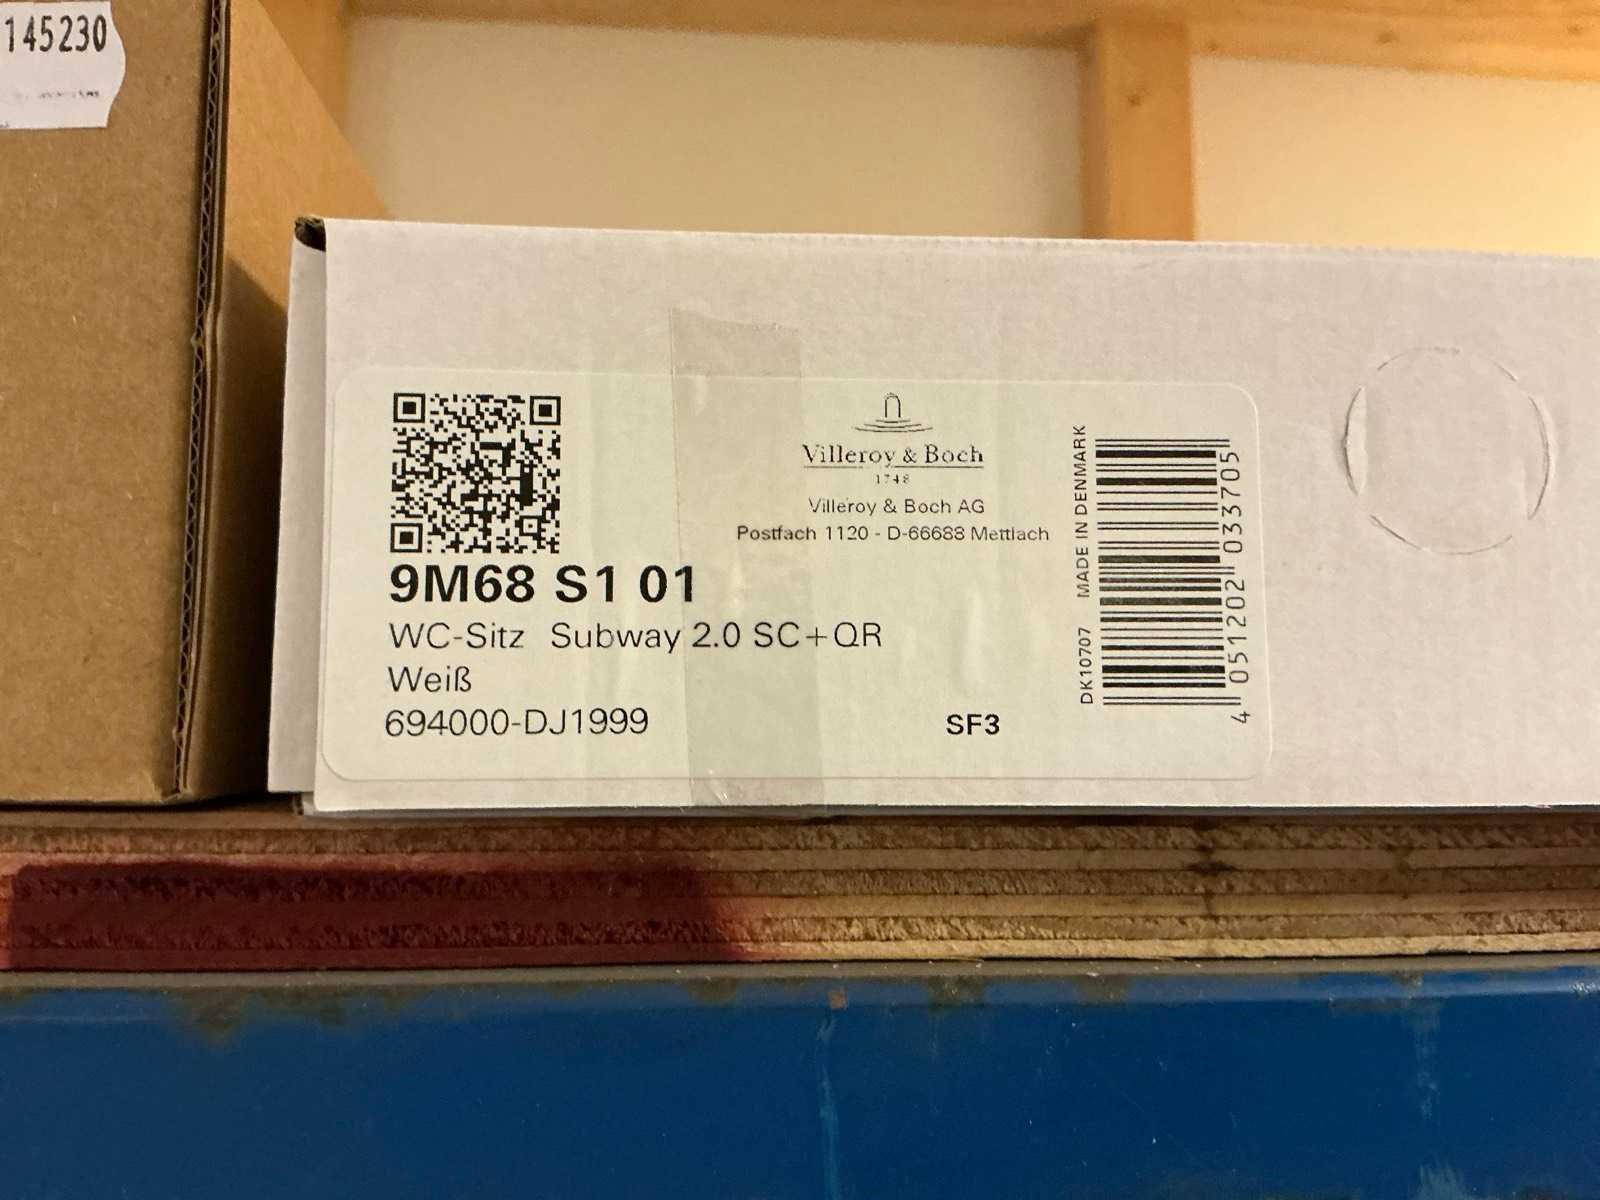 145230
Villeroy & Boch
1748
Villeroy & Boch AG
Postfach 1120 - D-66688 Mettlach
9M68 S1 01
WC-Sitz Subway 2.0 SC+QR
Weiß
694000-DJ1999
SF3
DK10707 MADE IN DENMARK
4 051202 033705